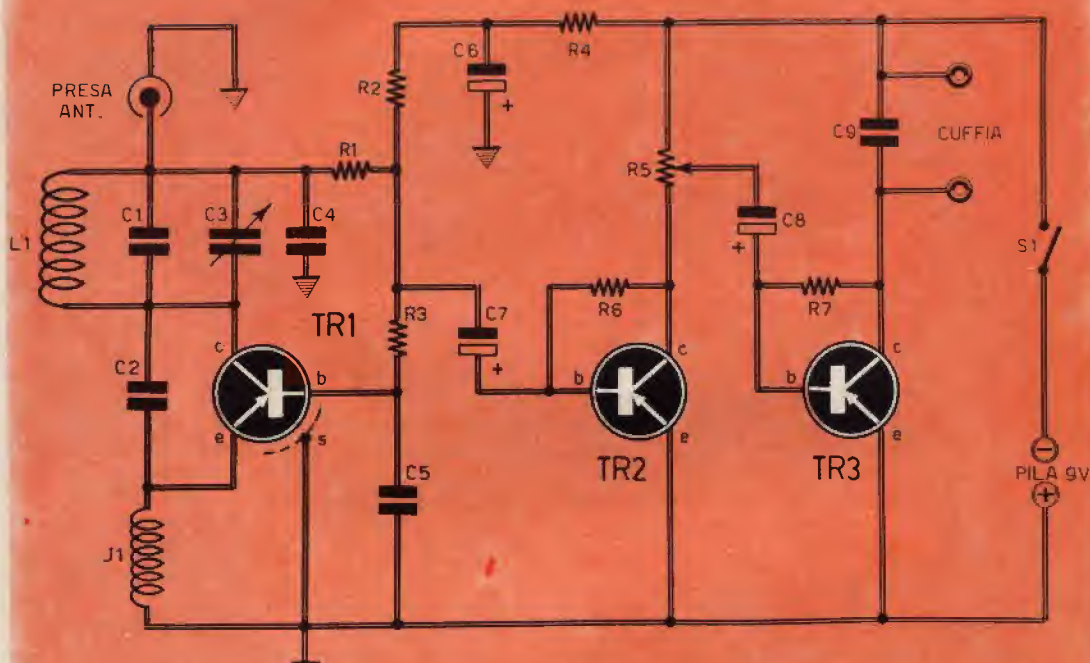 PRESA
ANT.
C6
+
R4
R2
R1
C1
C3
C4
L1
R5
C8
+
C9
CUFFIA
S1
TR1
R3
C7
+
R6
R7
C2
c
b
e
s
c
b
e
TR2
c
b
e
TR3
C5
J1
PILA 9V
−
+